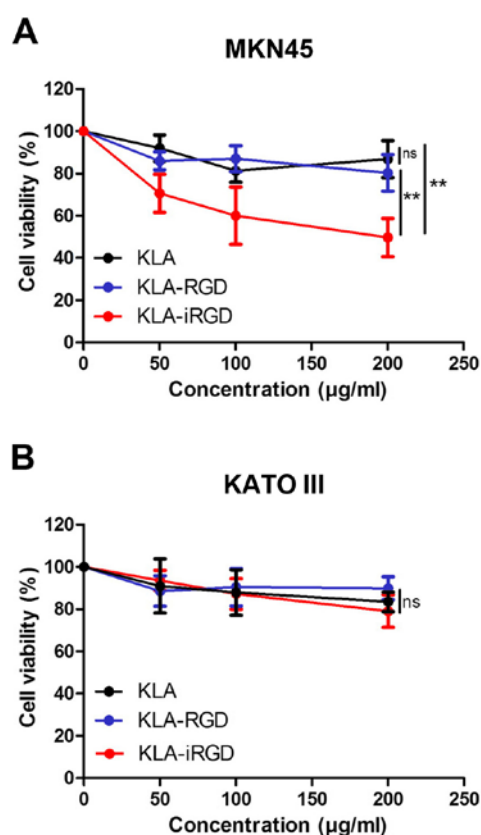 A
MKN45
120
100
80
60
40
20
0
Cell viability (%)
ns
**
**
KLA
KLA-RGD
KLA-iRGD
0 50 100 150 200 250
Concentration (µg/ml)
B
KATO III
120
100
80
60
40
20
0
Cell viability (%)
ns
KLA
KLA-RGD
KLA-iRGD
0 50 100 150 200 250
Concentration (µg/ml)